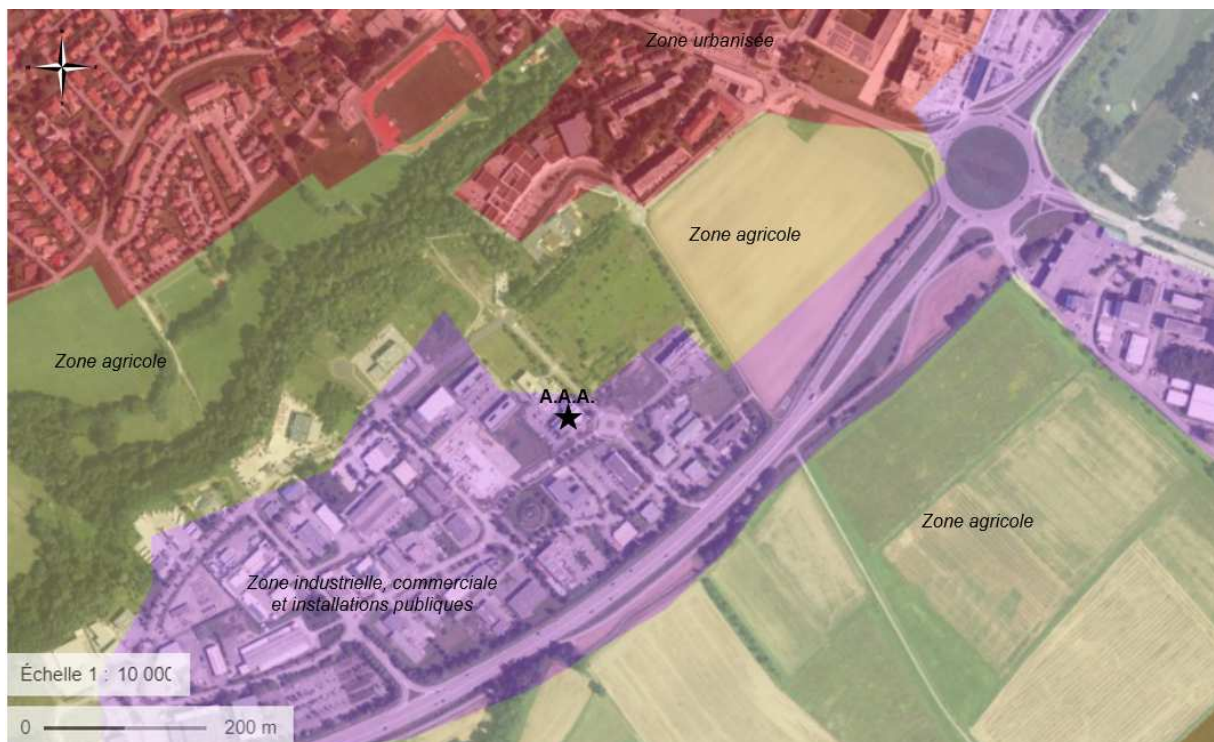 Zone urbanisée
Zone agricole
Zone agricole
A.A.A.
Zone agricole
Zone industrielle, commerciale
et installations publiques
Échelle 1 : 10 000
0 200 m